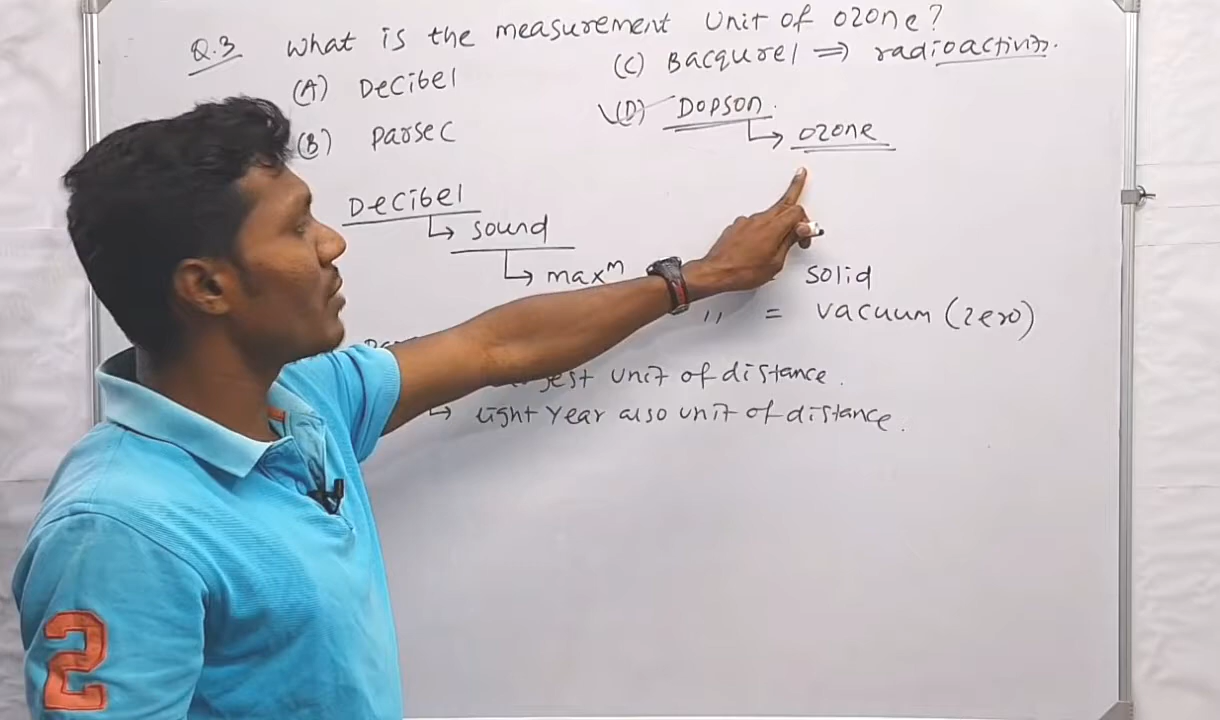 Q.3 What is the measurement Unit of Ozone?
(A) Decibel
(B) Parsec
(C) Bacqurel ⇒ radioactivity.
(D) Dopson.
↳ ozone
Decibel
↳ sound
↳ maxᵐ
solid
,, = vacuum (zero)
Unit of distance.
↳ Light Year also unit of distance.
2